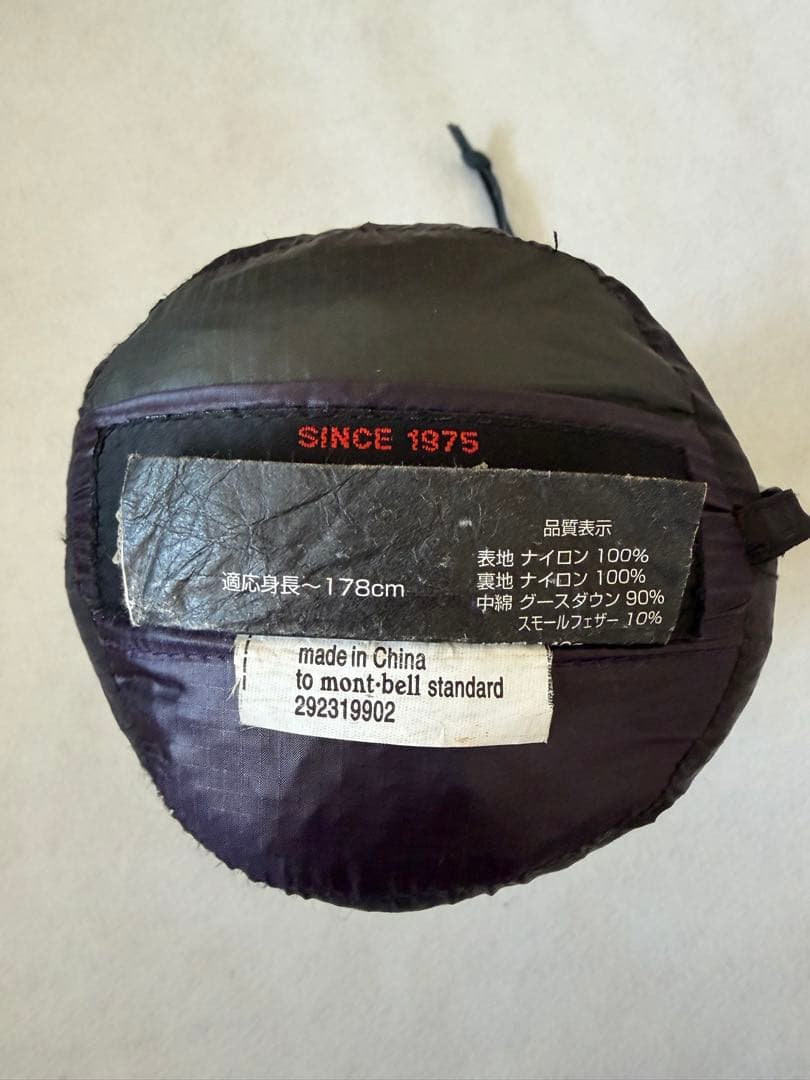 SINCE 1975
品質表示
表地 ナイロン 100%
裏地 ナイロン 100%
中綿 グースダウン 90%
スモールフェザー 10%
適応身長～178cm
made in China
to mont-bell standard
292319902